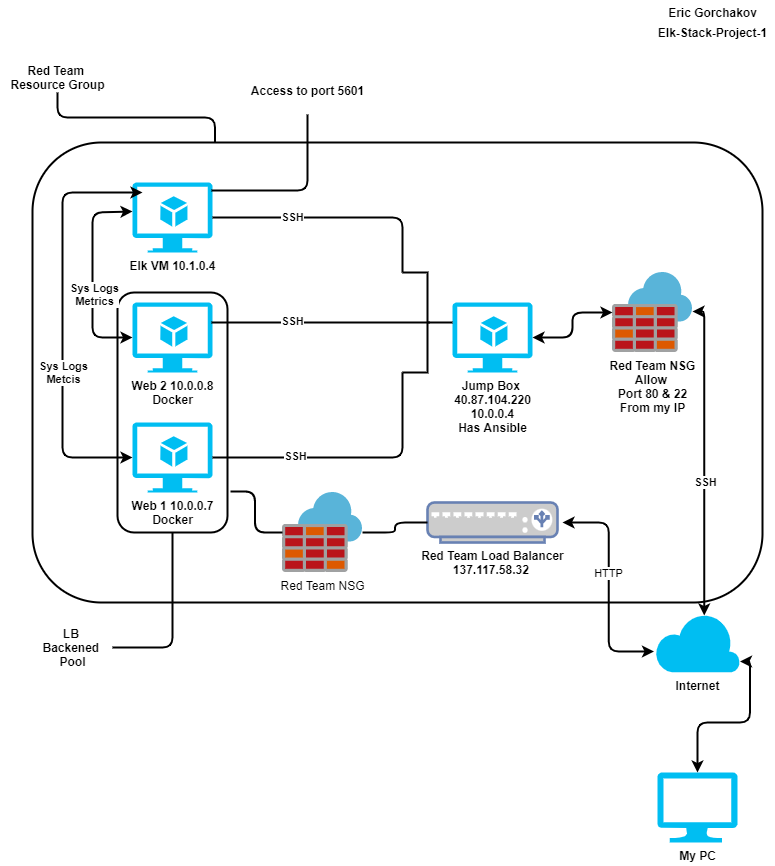 Eric Gorchakov
Elk-Stack-Project-1
Red Team
Resource Group
Access to port 5601
SSH
Elk VM 10.1.0.4
Sys Logs
Metrics
SSH
Web 2 10.0.0.8
Docker
Sys Logs
Metcis
Jump Box
40.87.104.220
10.0.0.4
Has Ansible
Red Team NSG
Allow
Port 80 & 22
From my IP
SSH
Web 1 10.0.0.7
Docker
SSH
Red Team NSG
Red Team Load Balancer
137.117.58.32
HTTP
LB
Backened
Pool
Internet
My PC